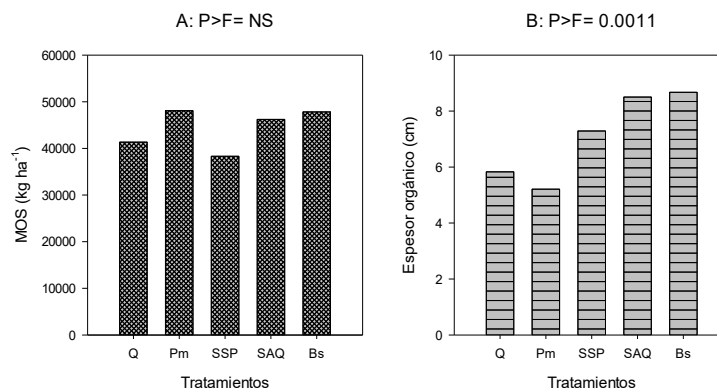 A: P>F= NS
60000
50000
40000
30000
20000
10000
0
MOS (kg ha⁻¹)
Q Pm SSP SAQ Bs
Tratamientos
B: P>F= 0.0011
10
8
6
4
2
0
Espesor orgánico (cm)
Q Pm SSP SAQ Bs
Tratamientos